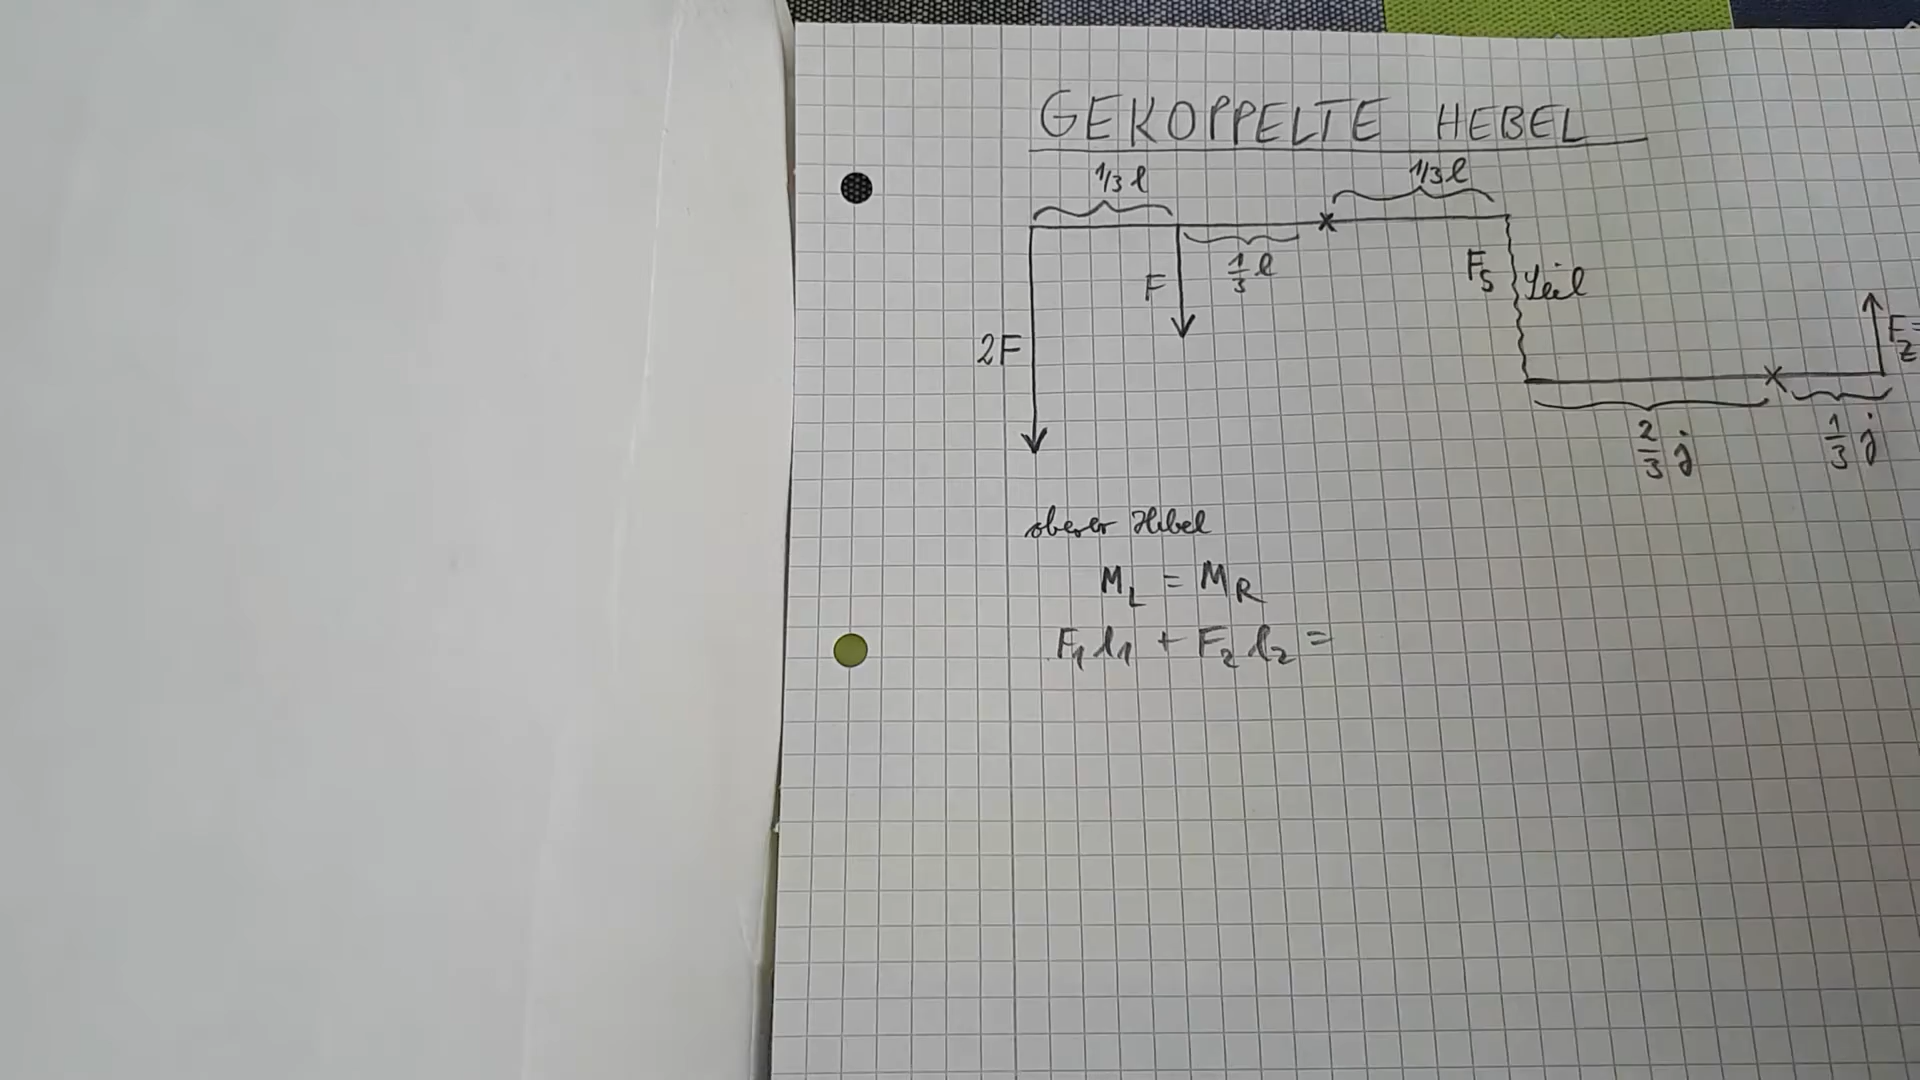 GEKOPPELTE HEBEL
1/3 l
1/3 l
1/3 l
F
F_S
Seil
2F
F_Z =
2/3 j
1/3 j
oberer Hebel
M_L = M_R
F_1 l_1 + F_2 l_2 =